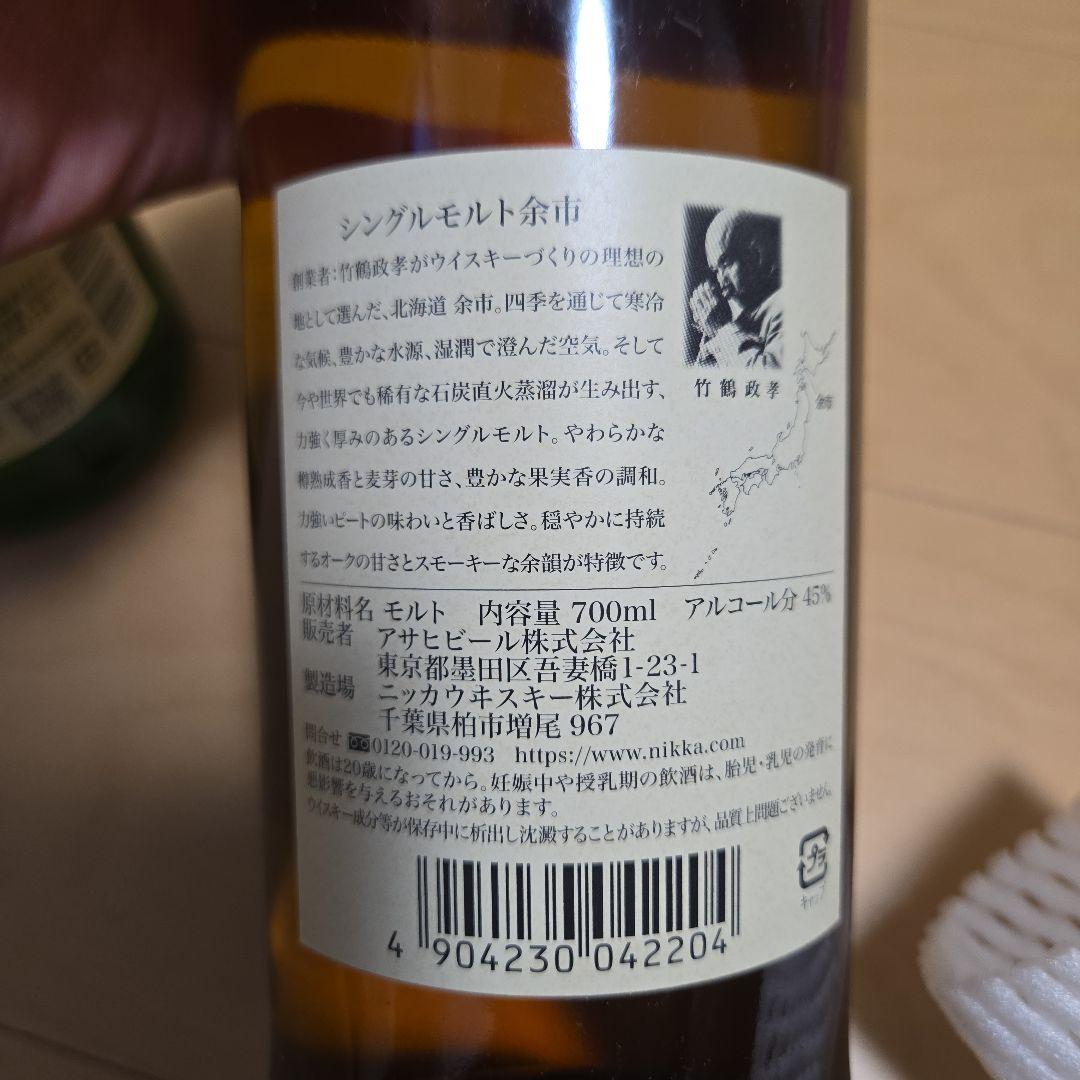 シングルモルト余市
創業者:竹鶴政孝がウイスキーづくりの理想の
地として選んだ、北海道 余市。四季を通じて寒冷
な気候、豊かな水源、湿潤で澄んだ空気。そして
今や世界でも稀有な石炭直火蒸溜が生み出す、
力強く厚みのあるシングルモルト。やわらかな
樽熟成香と麦芽の甘さ、豊かな果実香の調和。
力強いピートの味わいと香ばしさ。穏やかに持続
するオークの甘さとスモーキーな余韻が特徴です。
竹鶴政孝
余市
原材料名 モルト 内容量 700ml アルコール分 45%
販売者 アサヒビール株式会社
東京都墨田区吾妻橋1-23-1
製造場 ニッカウヰスキー株式会社
千葉県柏市増尾 967
問合せ 0120-019-993 https://www.nikka.com
飲酒は20歳になってから。妊娠中や授乳期の飲酒は、胎児・乳児の発育に
悪影響を与えるおそれがあります。
ウイスキー成分等が保存中に析出し沈澱することがありますが、品質上問題ございません。
プラ
キャップ
4 904230 042204